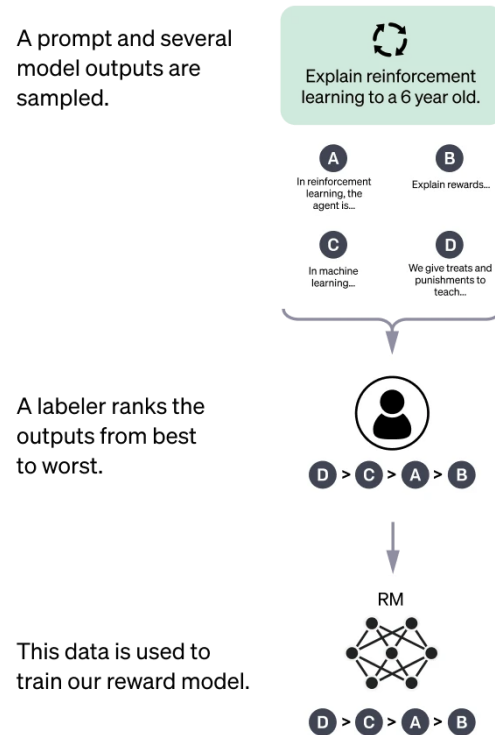 A prompt and several
model outputs are
sampled.
Explain reinforcement
learning to a 6 year old.
A
In reinforcement
learning, the
agent is...
B
Explain rewards...
C
In machine
learning...
D
We give treats and
punishments to
teach...
A labeler ranks the
outputs from best
to worst.
D > C > A > B
RM
This data is used to
train our reward model.
D > C > A > B